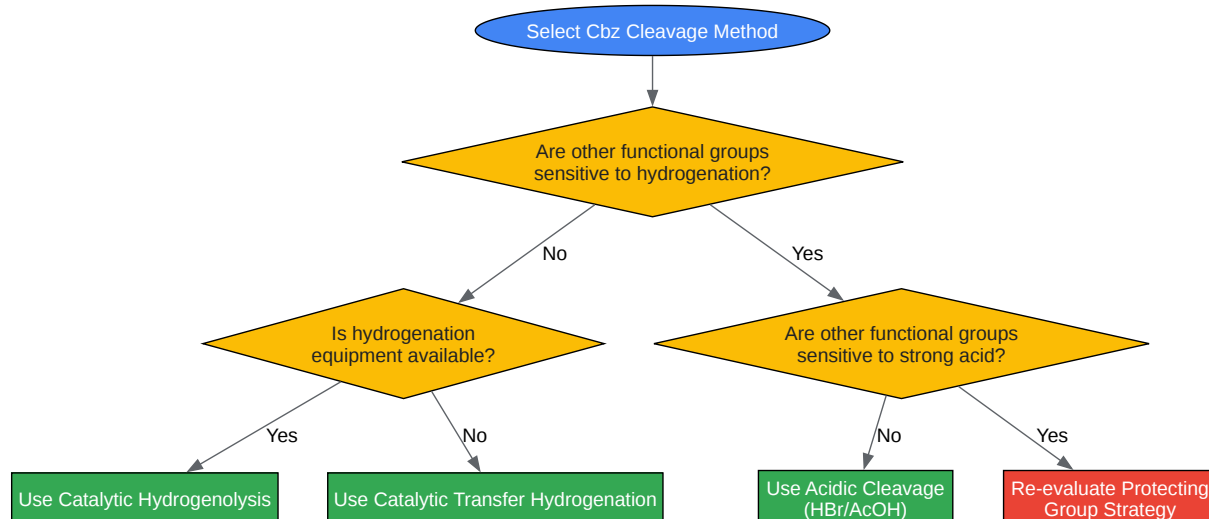 Select Cbz Cleavage Method
Are other functional groups
sensitive to hydrogenation?
No
Yes
Is hydrogenation
equipment available?
Are other functional groups
sensitive to strong acid?
Yes
No
No
Yes
Use Catalytic Hydrogenolysis
Use Catalytic Transfer Hydrogenation
Use Acidic Cleavage
(HBr/AcOH)
Re-evaluate Protecting
Group Strategy